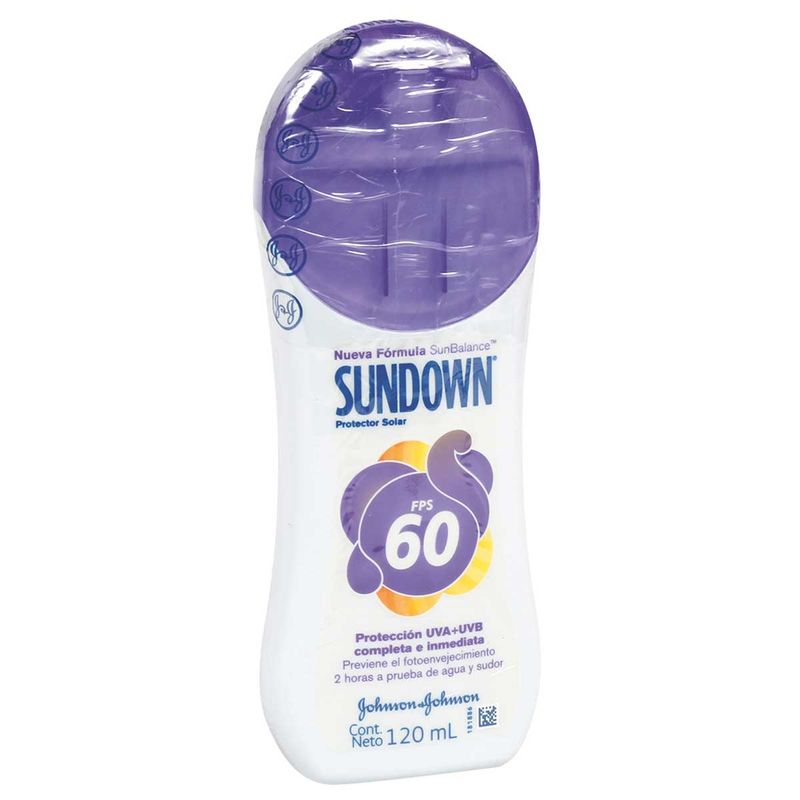 J&J
J&J
J&J
J&J
J&J
J&J
Nueva Fórmula SunBalance™
SUNDOWN®
Protector Solar
FPS
60
Protección UVA+UVB
completa e inmediata
Previene el fotoenvejecimiento
2 horas a prueba de agua y sudor
Johnson & Johnson
Cont.
Neto 120 mL
181886